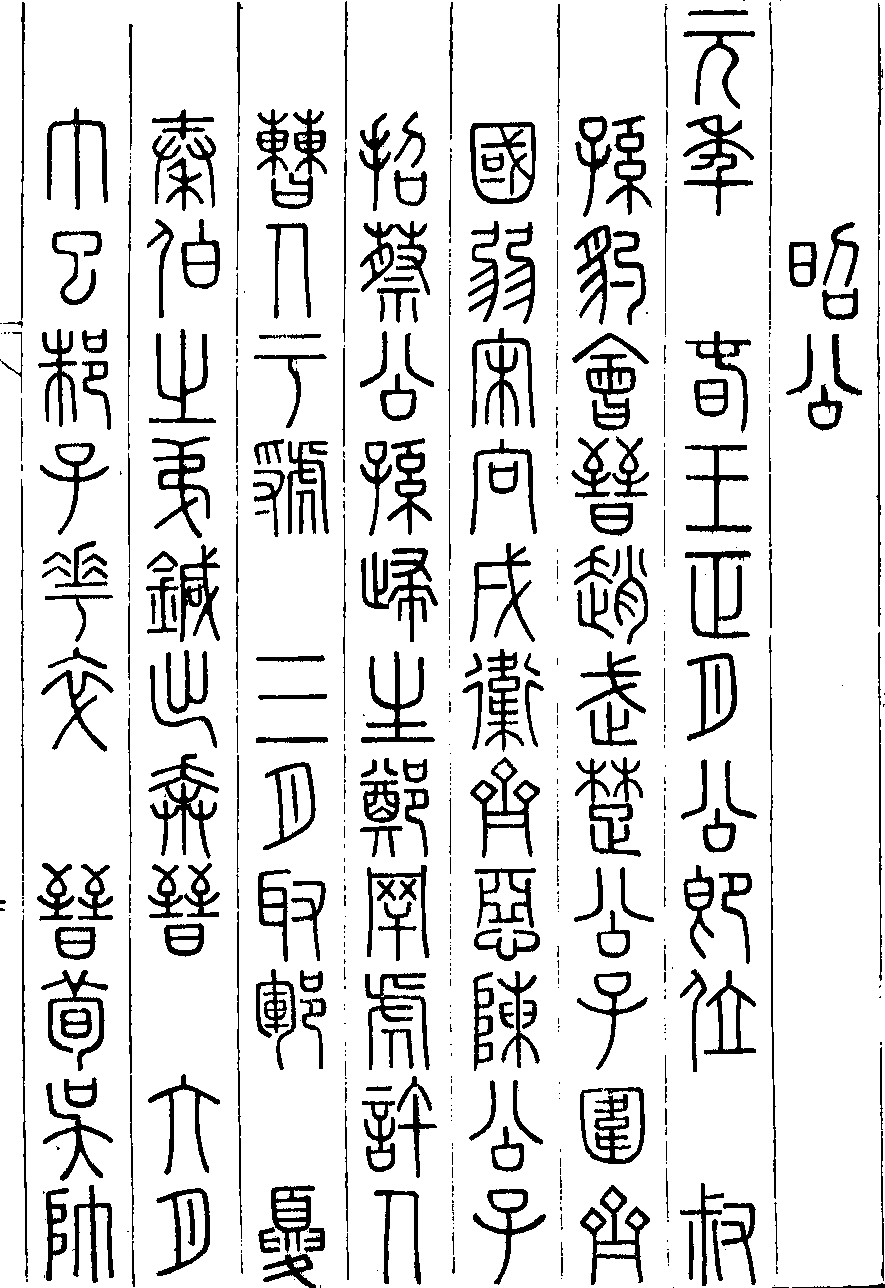 昭公
元年 春王正月公即位 叔
孫豹會晉趙武楚公子圍齊
國弱宋向戌衛齊惡陳公子
招蔡公孫歸生鄭罕虎許人
曹人于虢 三月取鄆 夏
秦伯之弟鍼出奔晉 六月
丁巳邾子華卒 晉荀吳帥